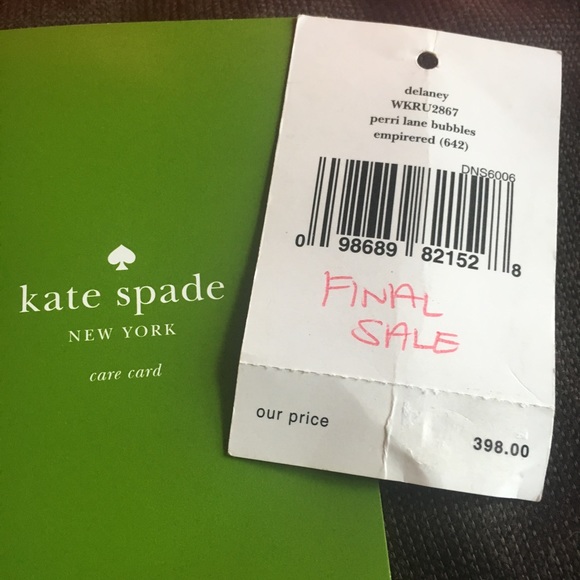 kate spade
NEW YORK
care card
delaney
WKRU2867
perri lane bubbles
empirered (642)
DNS6006
0 98689 82152 8
FINAL
SALE
our price
398.00